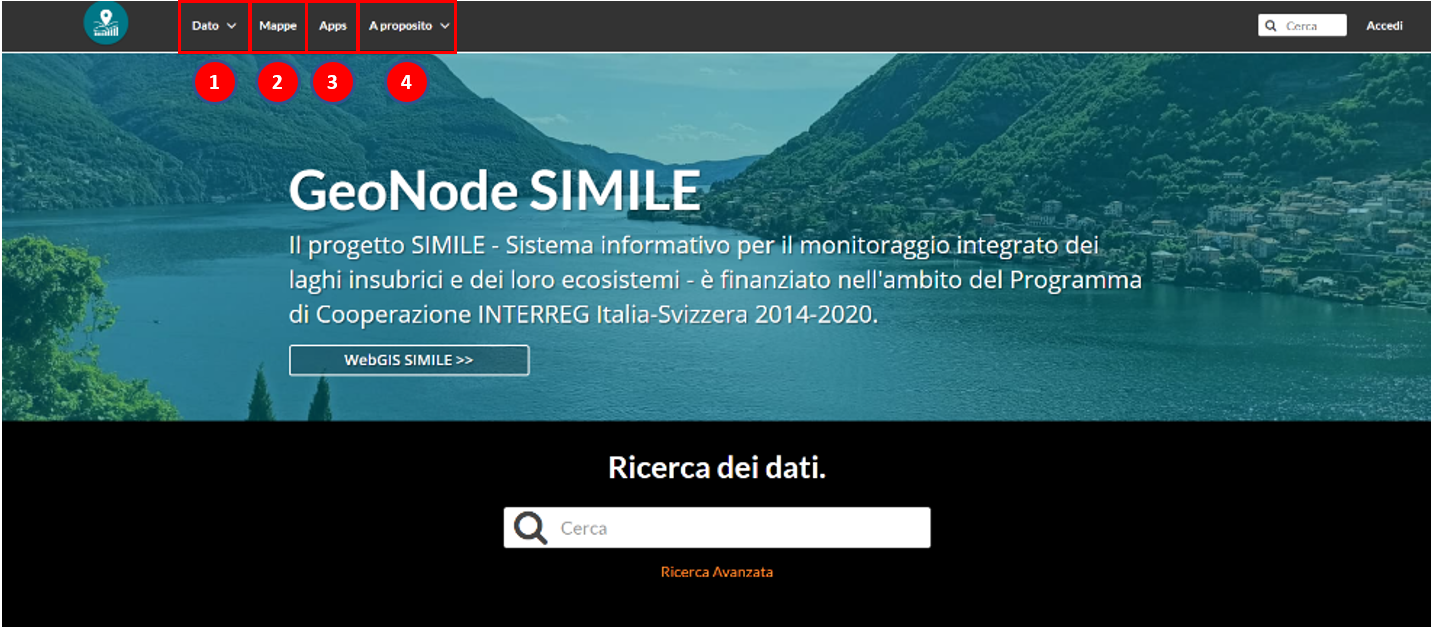 Dato Mappe Apps A proposito Cerca Accedi
1 2 3 4
GeoNode SIMILE
Il progetto SIMILE - Sistema informativo per il monitoraggio integrato dei
laghi insubrici e dei loro ecosistemi - è finanziato nell'ambito del Programma
di Cooperazione INTERREG Italia-Svizzera 2014-2020.
WebGIS SIMILE >>
Ricerca dei dati.
Cerca
Ricerca Avanzata